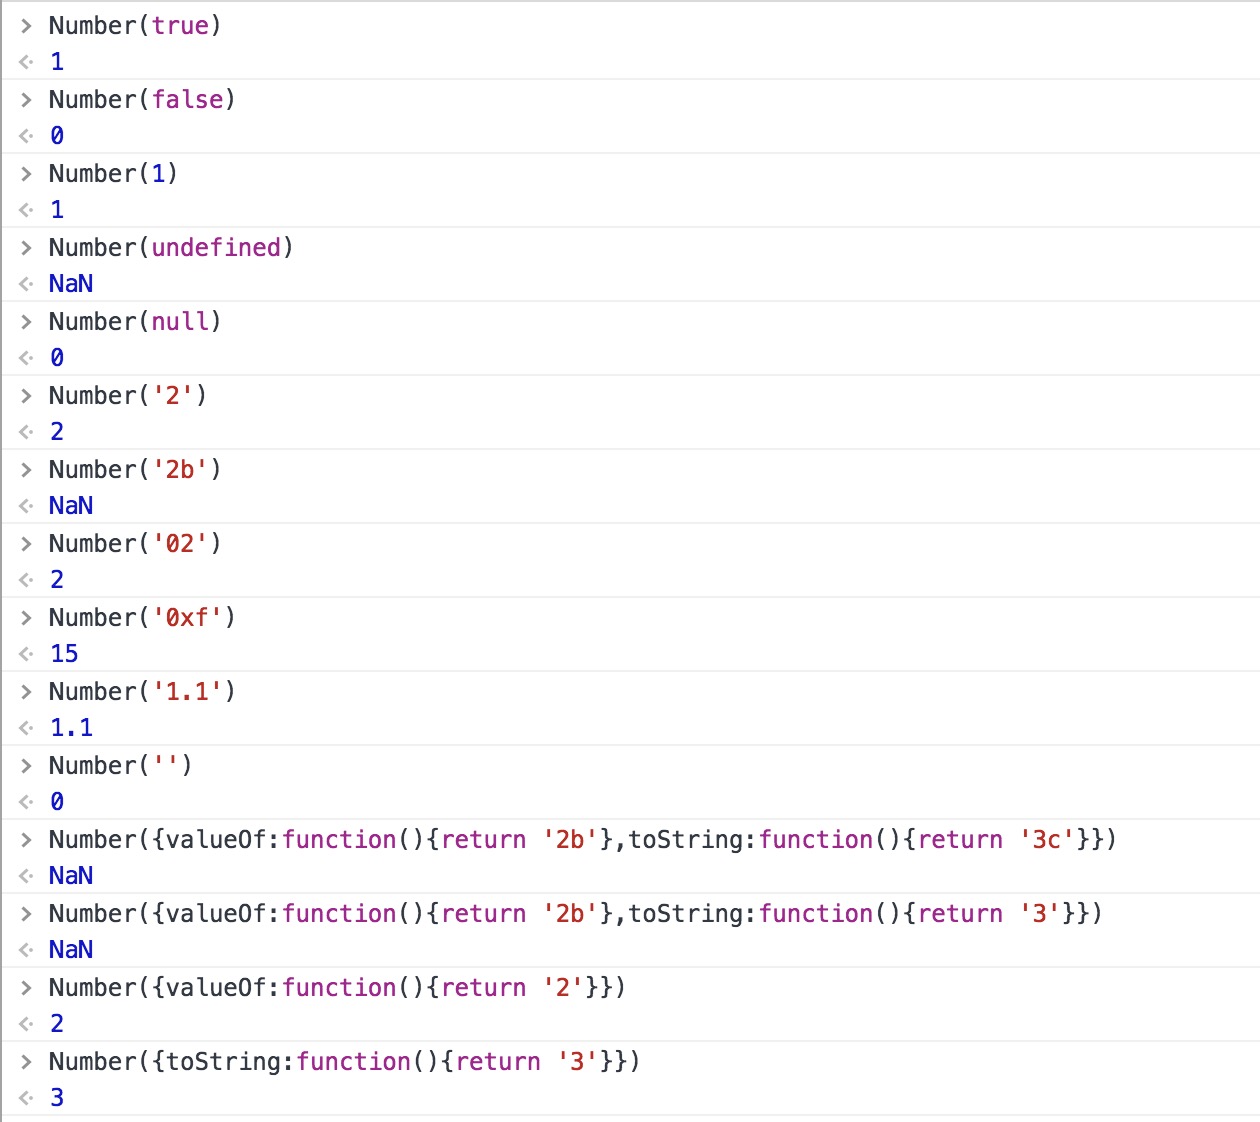 > Number(true)
<· 1
> Number(false)
<· 0
> Number(1)
<· 1
> Number(undefined)
<· NaN
> Number(null)
<· 0
> Number('2')
<· 2
> Number('2b')
<· NaN
> Number('02')
<· 2
> Number('0xf')
<· 15
> Number('1.1')
<· 1.1
> Number('')
<· 0
> Number({valueOf:function(){return '2b'},toString:function(){return '3c'}})
<· NaN
> Number({valueOf:function(){return '2b'},toString:function(){return '3'}})
<· NaN
> Number({valueOf:function(){return '2'}})
<· 2
> Number({toString:function(){return '3'}})
<· 3